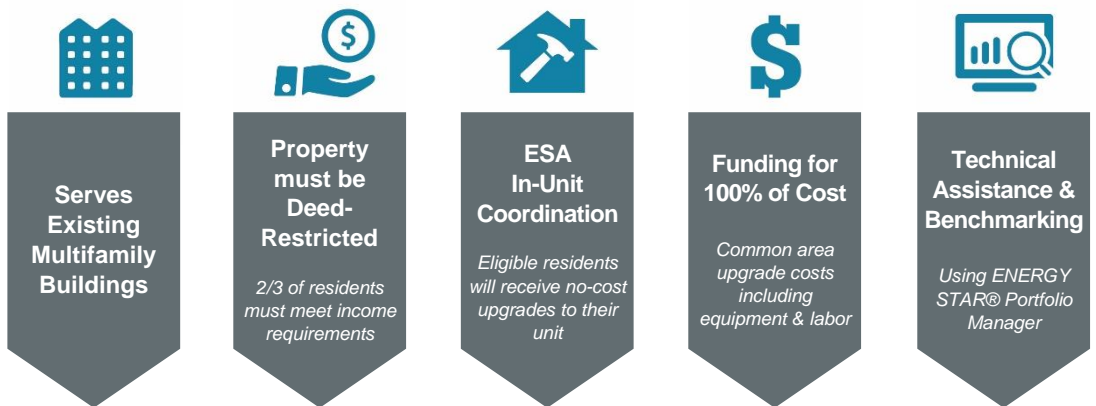 Serves
Existing
Multifamily
Buildings
Property
must be
Deed-
Restricted
2/3 of residents
must meet income
requirements
ESA
In-Unit
Coordination
Eligible residents
will receive no-cost
upgrades to their
unit
$
Funding for
100% of Cost
Common area
upgrade costs
including
equipment & labor
Technical
Assistance &
Benchmarking
Using ENERGY
STAR® Portfolio
Manager